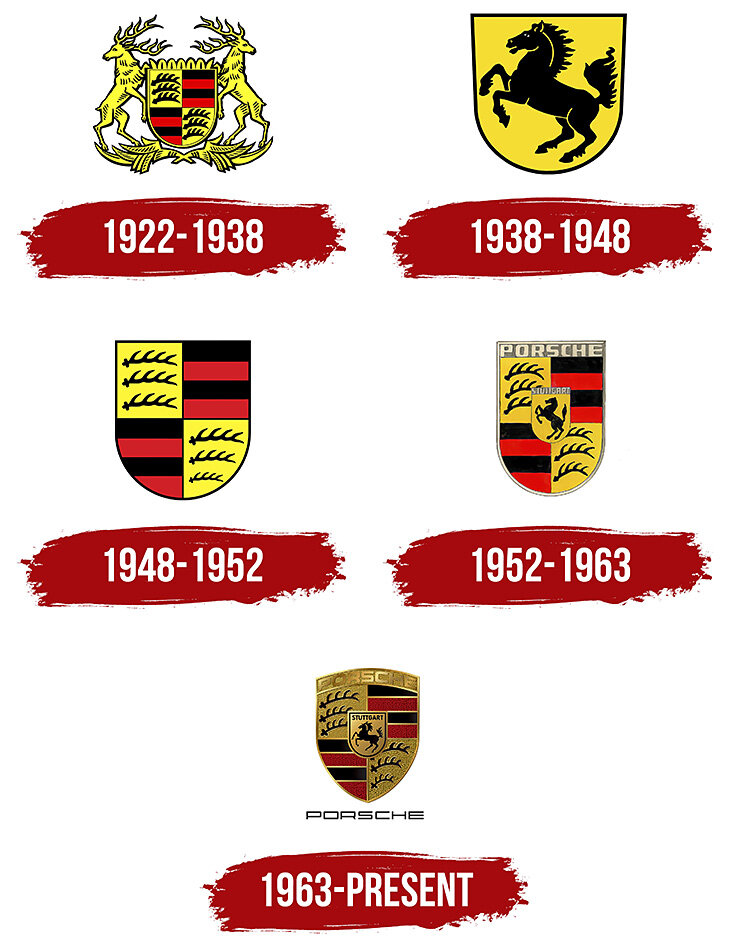 1922-1938
1938-1948
1948-1952
PORSCHE
STUTTGART
1952-1963
PORSCHE
STUTTGART
PORSCHE
1963-PRESENT